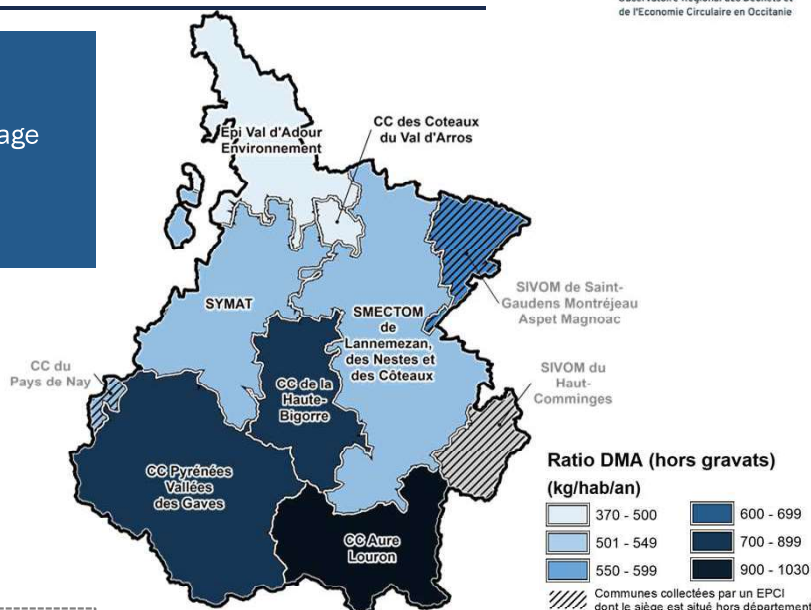 de l'Economie Circulaire en Occitanie
age
Epi Val d'Adour
Environnement
CC des Coteaux
du Val d'Arros
SYMAT
SMECTOM
de
Lannemezan,
des Nestes et
des Côteaux
SIVOM de Saint-
Gaudens Montréjeau
Aspet Magnoac
CC du
Pays de Nay
CC de la
Haute-
Bigorre
SIVOM du
Haut-
Comminges
CC Pyrénées
Vallées
des Gaves
CC Aure
Louron
Ratio DMA (hors gravats)
(kg/hab/an)
370 - 500
501 - 549
550 - 599
600 - 699
700 - 899
900 - 1030
Communes collectées par un EPCI
dont le siège est situé hors département